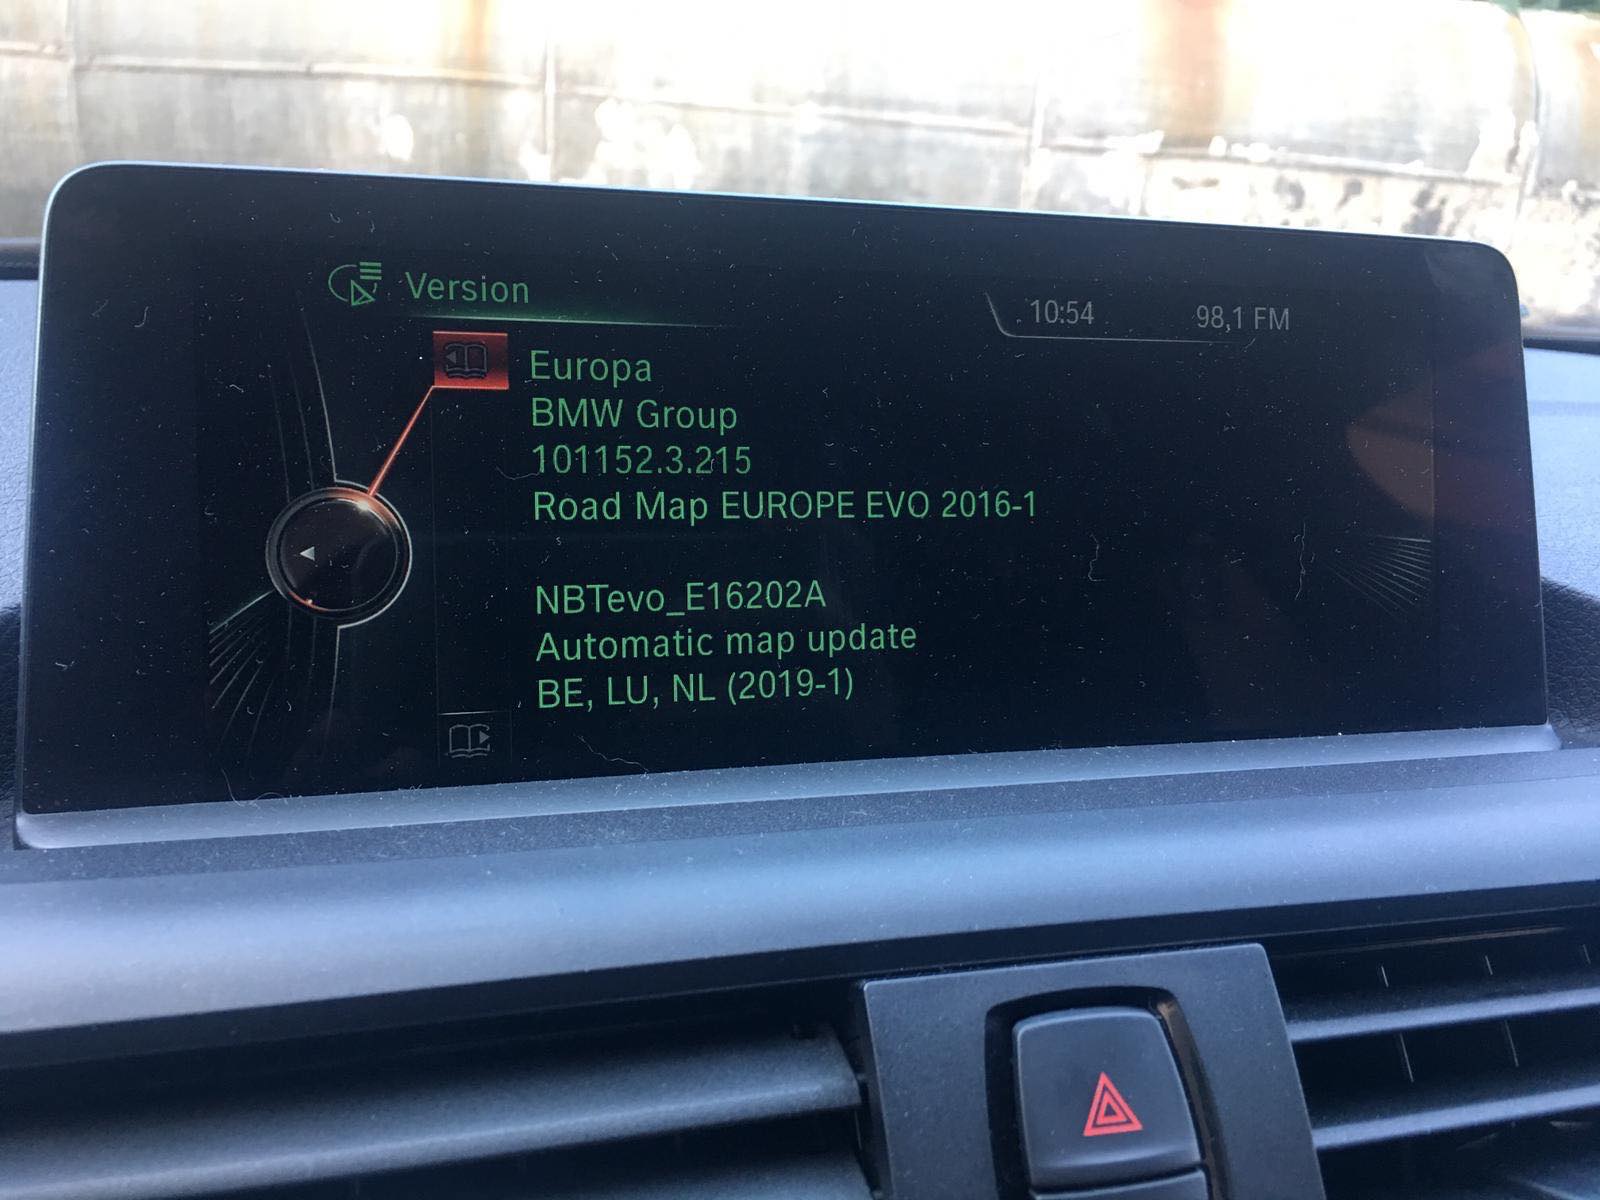 Version
10:54
98,1 FM
Europa
BMW Group
101152.3.215
Road Map EUROPE EVO 2016-1
NBTevo_E16202A
Automatic map update
BE, LU, NL (2019-1)